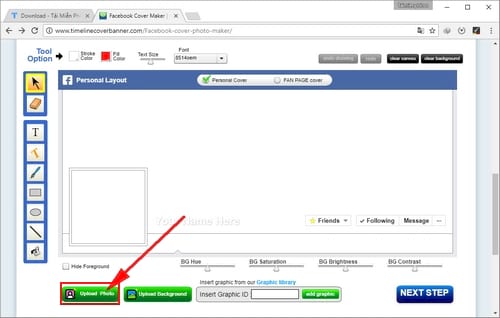 Download - Tải Miễn Ph
Facebook Cover Maker |
www.timelinecoverbanner.com/Facebook-cover-photo-maker/
Tool
Option
Stroke
Color
Fill
Color
Text Size
Font
8514oem
undo drawing
redo
clear canvas
clear background
Personal Layout
Personal Cover
FAN PAGE cover
T
T
Your Name Here
Friends
Following
Message
Hide Foreground
BG Hue
BG Saturation
BG Brightness
BG Contrast
Upload Photo
Upload Background
Insert graphic from our Graphic library
Insert Graphic ID
add graphic
NEXT STEP